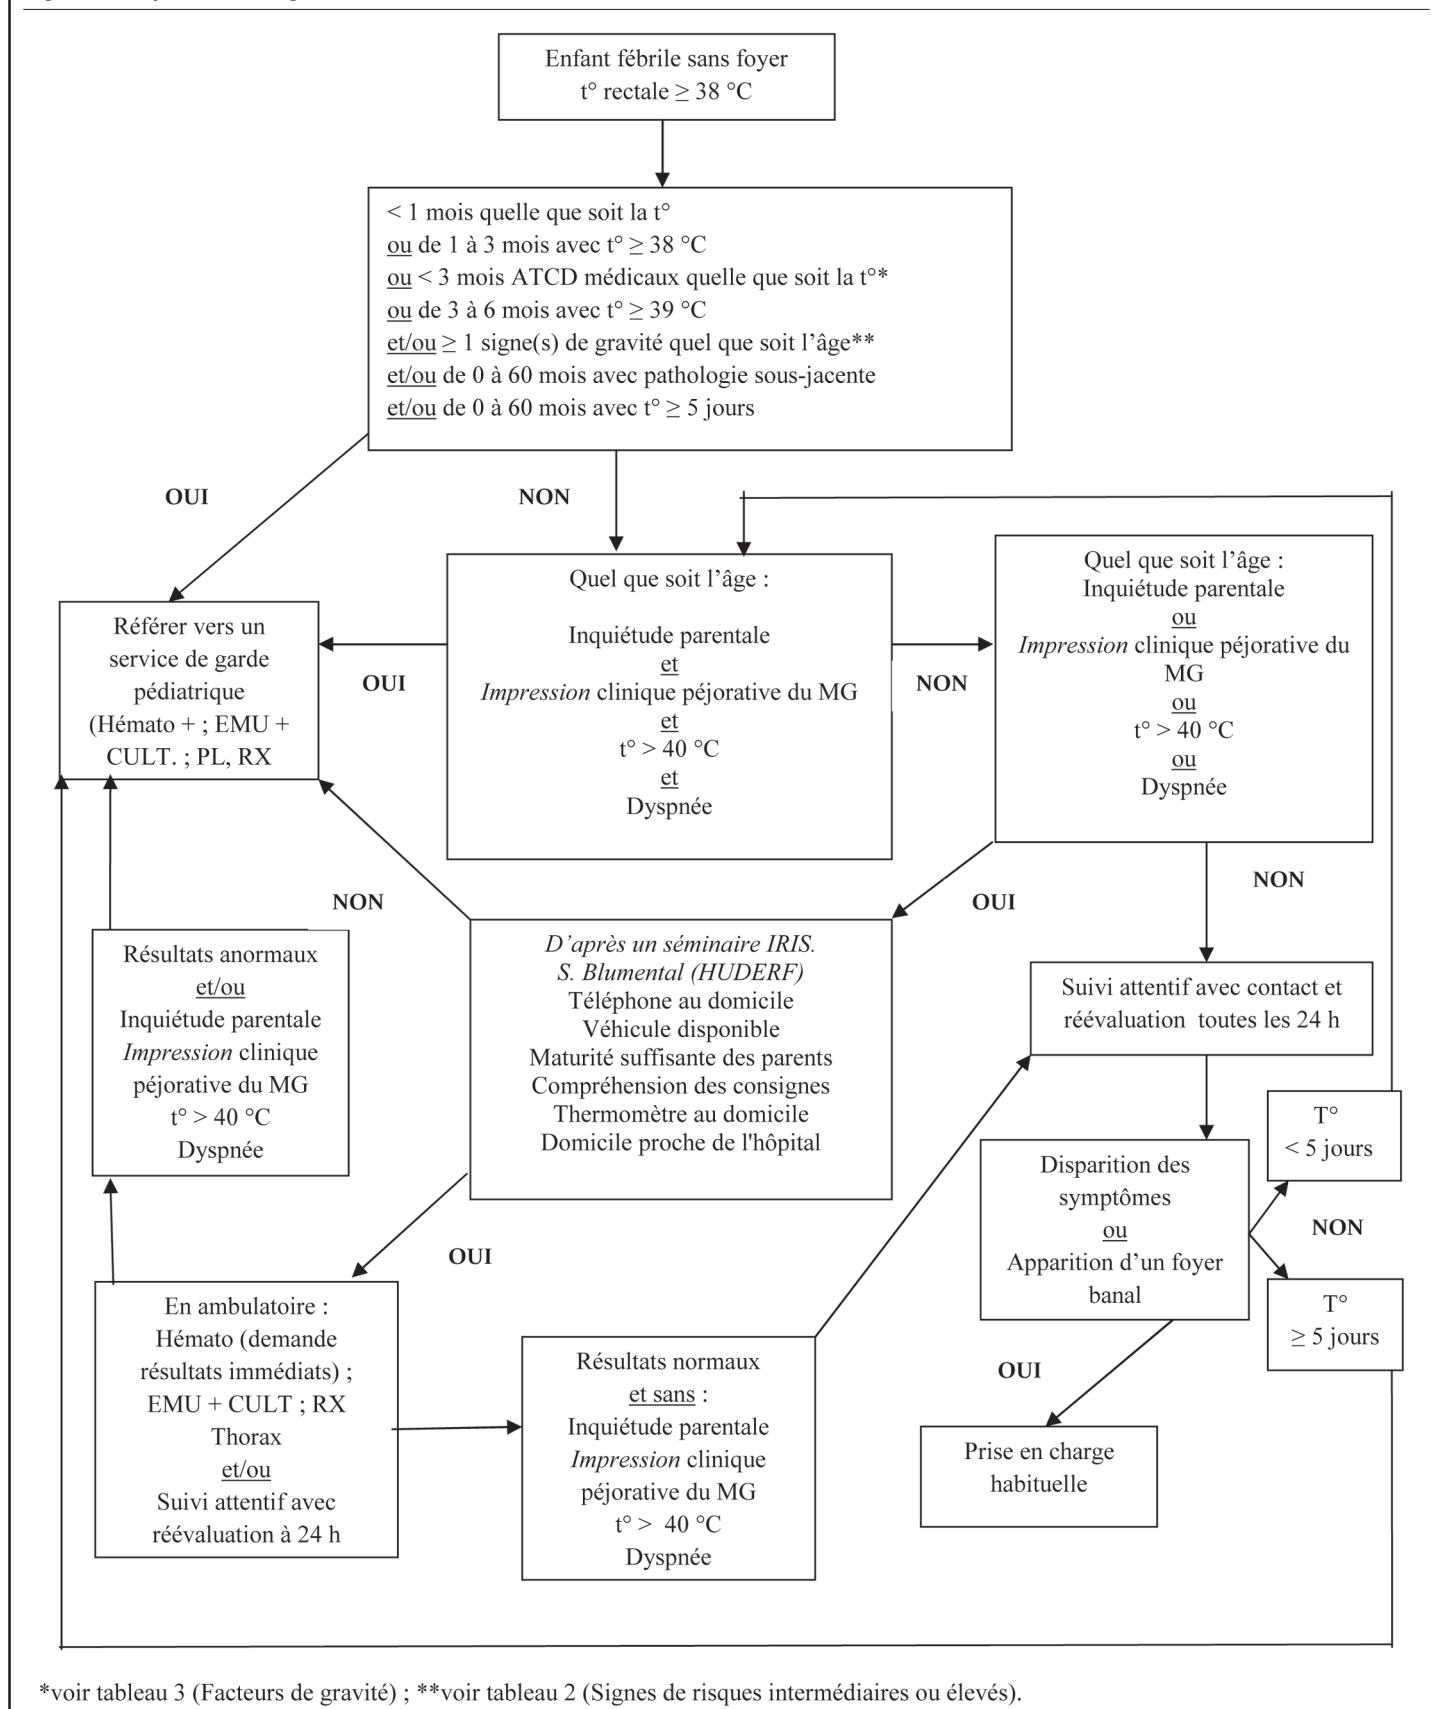 Enfant fébrile sans foyer
t° rectale ≥ 38 °C
< 1 mois quelle que soit la t°
ou de 1 à 3 mois avec t° ≥ 38 °C
ou < 3 mois ATCD médicaux quelle que soit la t°*
ou de 3 à 6 mois avec t° ≥ 39 °C
et/ou ≥ 1 signe(s) de gravité quel que soit l’âge**
et/ou de 0 à 60 mois avec pathologie sous-jacente
et/ou de 0 à 60 mois avec t° ≥ 5 jours
OUI
NON
Référer vers un
service de garde
pédiatrique
(Hémato + ; EMU +
CULT. ; PL, RX
OUI
Quel que soit l’âge :
Inquiétude parentale
et
Impression clinique péjorative du MG
et
t° > 40 °C
et
Dyspnée
NON
Quel que soit l’âge :
Inquiétude parentale
ou
Impression clinique péjorative du
MG
ou
t° > 40 °C
ou
Dyspnée
NON
OUI
NON
Résultats anormaux
et/ou
Inquiétude parentale
Impression clinique
péjorative du MG
t° > 40 °C
Dyspnée
D’après un séminaire IRIS.
S. Blumental (HUDERF)
Téléphone au domicile
Véhicule disponible
Maturité suffisante des parents
Compréhension des consignes
Thermomètre au domicile
Domicile proche de l'hôpital
Suivi attentif avec contact et
réévaluation toutes les 24 h
T°
< 5 jours
Disparition des
symptômes
ou
Apparition d’un foyer
banal
NON
T°
≥ 5 jours
OUI
OUI
En ambulatoire :
Hémato (demande
résultats immédiats) ;
EMU + CULT ; RX
Thorax
et/ou
Suivi attentif avec
réévaluation à 24 h
Résultats normaux
et sans :
Inquiétude parentale
Impression clinique
péjorative du MG
t° > 40 °C
Dyspnée
Prise en charge
habituelle
*voir tableau 3 (Facteurs de gravité) ; **voir tableau 2 (Signes de risques intermédiaires ou élevés).